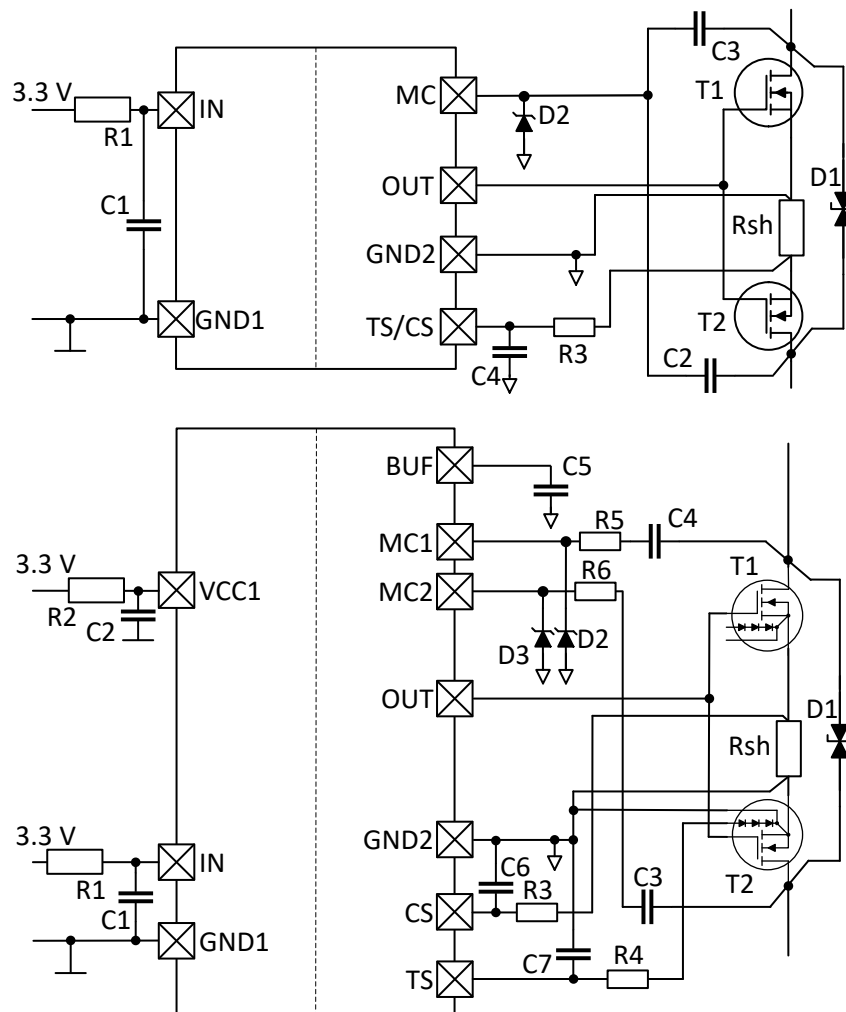 C3
3.3 V
IN
MC
T1
R1
D2
C1
OUT
D1
GND2
Rsh
GND1
TS/CS
T2
C4
R3
C2
BUF
C5
MC1
R5
C4
3.3 V
VCC1
MC2
R6
T1
R2
C2
D3
D2
OUT
D1
Rsh
3.3 V
IN
GND2
C6
T2
R1
C1
CS
R3
C3
GND1
C7
R4
TS